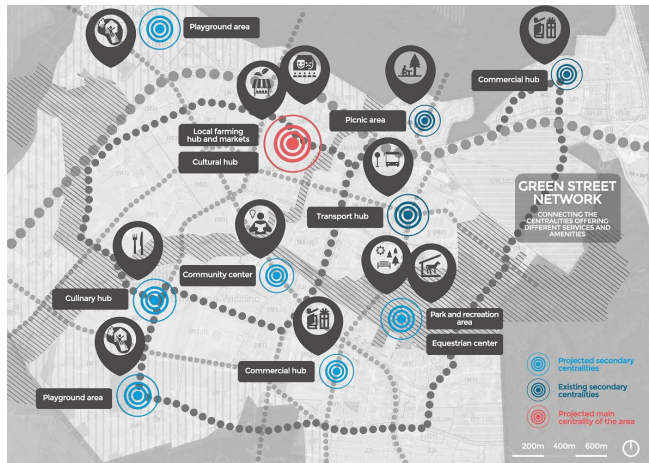 Playground area
Commercial hub
Picnic area
Local farming
hub and markets
Cultural hub
Transport hub
GREEN STREET
NETWORK
CONNECTING THE
CENTRALITIES OFFERING
DIFFERENT SERVICES AND
AMENITIES
Community center
Culinary hub
Park and recreation
area
Equestrian center
Commercial hub
Playground area
Projected secondary
centralities
Existing secondary
centralities
Projected main
centrality of the area
200m 400m 600m